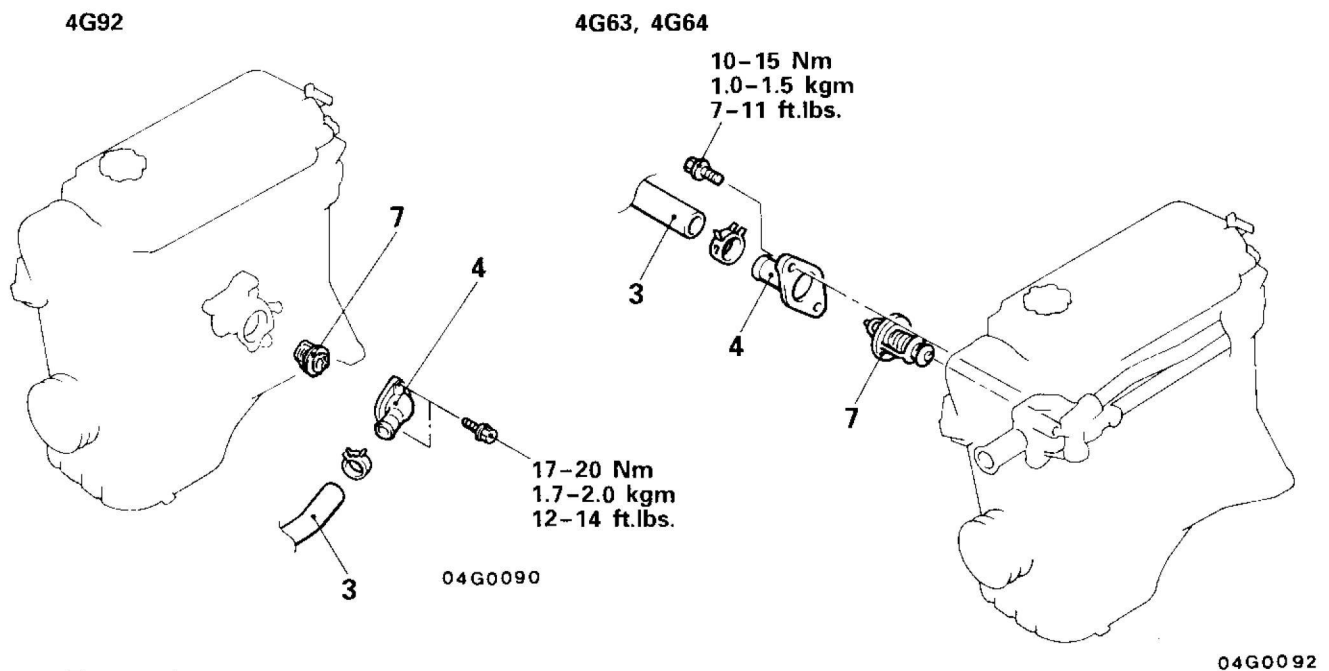 4G92
7
4
17–20 Nm
1.7–2.0 kgm
12–14 ft.lbs.
3
04G0090
4G63, 4G64
10–15 Nm
1.0–1.5 kgm
7–11 ft.lbs.
3
4
7
04G0092